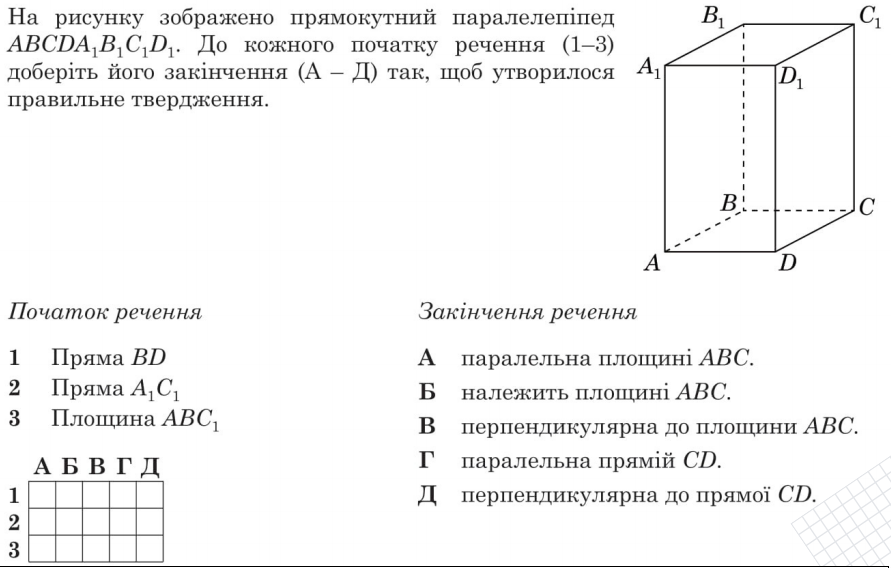 На рисунку зображено прямокутний паралелепіпед
ABCDA₁B₁C₁D₁. До кожного початку речення (1–3)
доберіть його закінчення (А – Д) так, щоб утворилося
правильне твердження.
B₁
C₁
A₁
D₁
B
C
A
D
Початок речення
1 Пряма BD
2 Пряма A₁C₁
3 Площина ABC₁
Закінчення речення
А паралельна площині ABC.
Б належить площині ABC.
В перпендикулярна до площини ABC.
Г паралельна прямій CD.
Д перпендикулярна до прямої CD.
А Б В Г Д
1
2
3